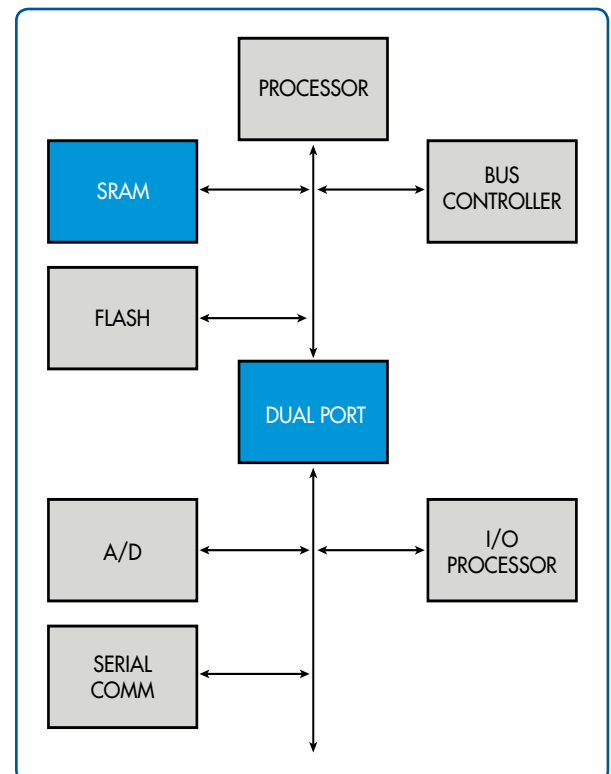 PROCESSOR
SRAM
BUS
CONTROLLER
FLASH
DUAL PORT
A/D
I/O
PROCESSOR
SERIAL
COMM